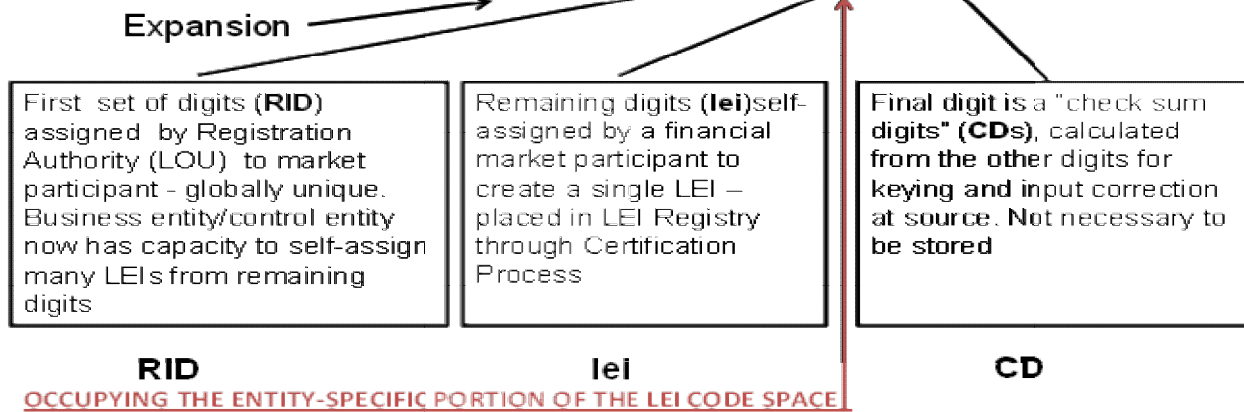 Expansion
First set of digits (RID)
assigned by Registration
Authority (LOU) to market
participant - globally unique.
Business entity/control entity
now has capacity to self-assign
many LEIs from remaining
digits
Remaining digits (lei)self-
assigned by a financial
market participant to
create a single LEI –
placed in LEI Registry
through Certification
Process
Final digit is a "check sum
digits" (CDs), calculated
from the other digits for
keying and input correction
at source. Not necessary to
be stored
RID
lei
CD
OCCUPYING THE ENTITY-SPECIFIC PORTION OF THE LEI CODE SPACE